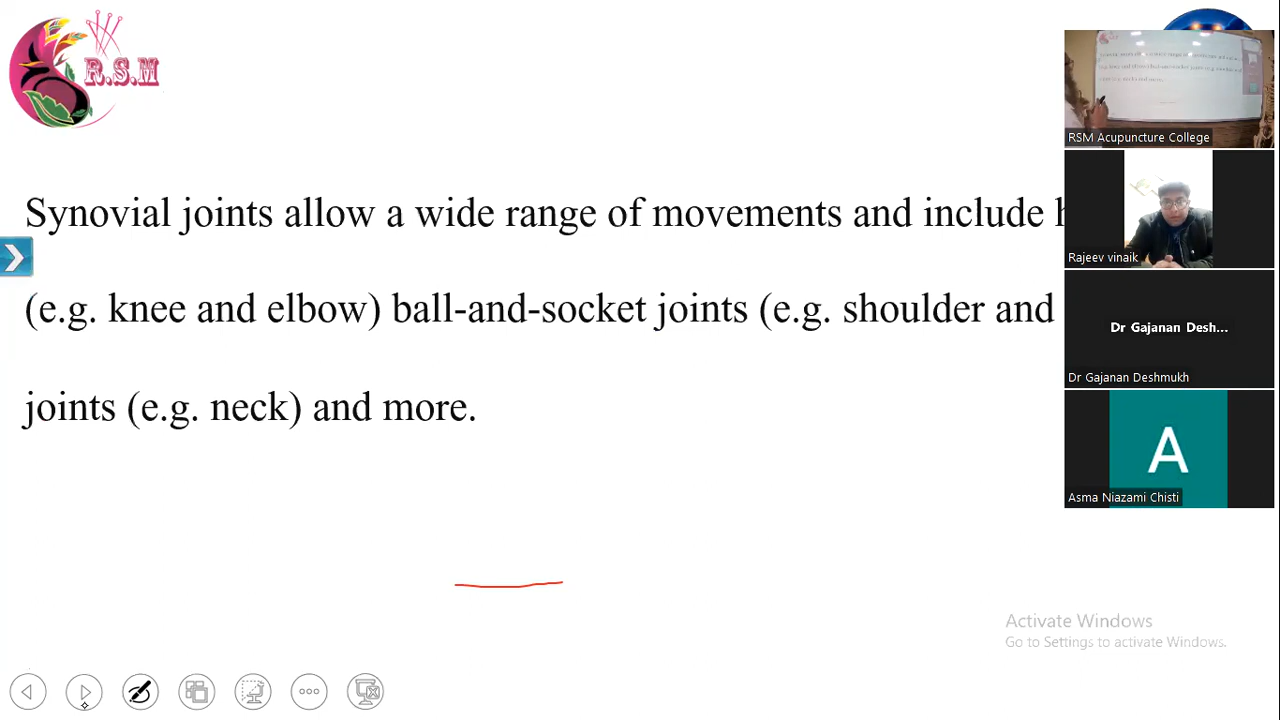 R.S.M
Synovial joints allow a wide range of movements and include
(e.g. knee and elbow) ball-and-socket joints (e.g. shoulder and
joints (e.g. neck) and more.
RSM Acupuncture College
Rajeev vinaik
Dr Gajanan Desh...
Dr Gajanan Deshmukh
A
Asma Niazami Chisti
Activate Windows
Go to Settings to activate Windows.